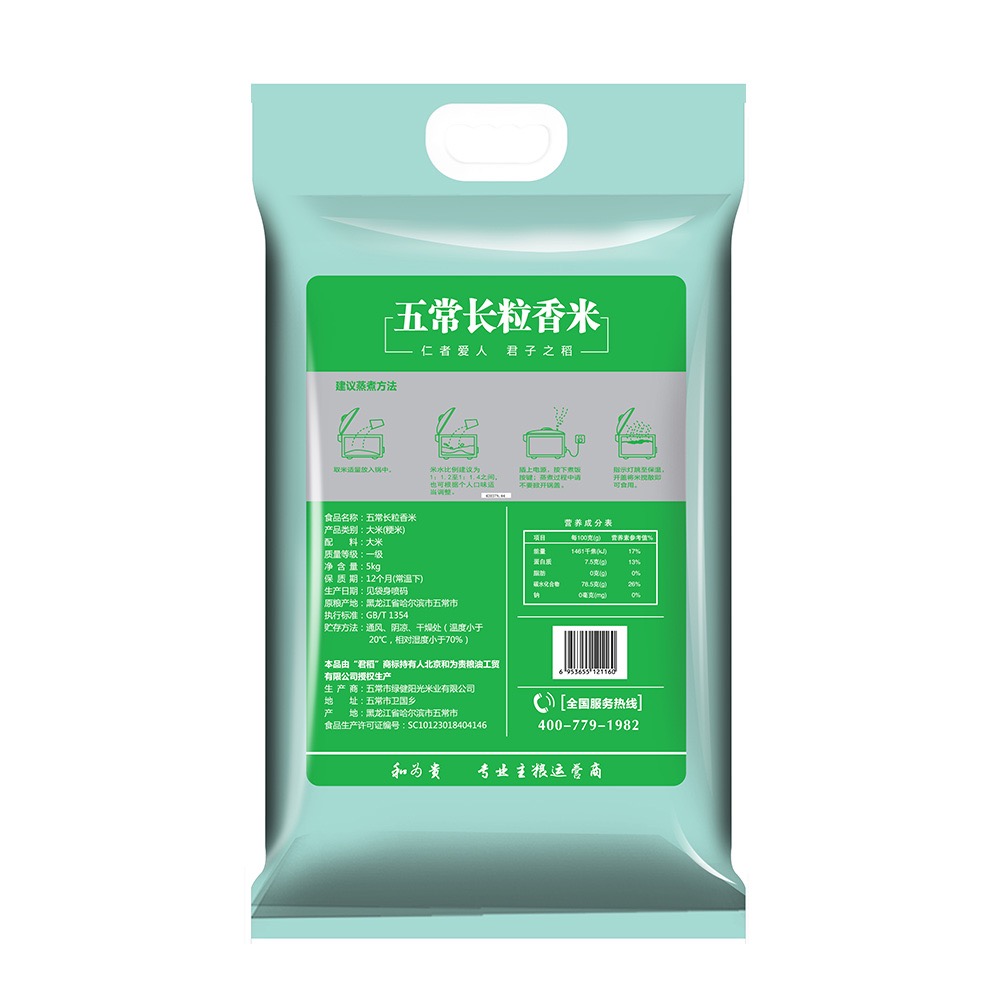 五常长粒香米
仁者爱人 君子之稻
建议蒸煮方法
取米适量放入锅中。
米水比例建议为
1：1.2至1：1.4之间,
也可根据个人口味适
当调整。
插上电源，按下煮饭
按键；蒸煮过程中请
不要掀开锅盖。
指示灯跳至保温，
开盖将米搅散即
可食用。
食品名称：五常长粒香米
产品类别：大米(粳米)
配 料：大米
质量等级：一级
净 含 量：5kg
保 质 期：12个月(常温下)
生产日期：见袋身喷码
原粮产地：黑龙江省哈尔滨市五常市
执行标准：GB/T 1354
贮存方法：通风、阴凉、干燥处（温度小于
20℃，相对湿度小于70%）
本品由“君稻”商标持有人北京和为贵粮油工贸
有限公司授权生产
生 产 商：五常市绿健阳光米业有限公司
地 址：五常市卫国乡
产 地：黑龙江省哈尔滨市五常市
食品生产许可证编号：SC10123018404146
营养成分表
项目 每100克(g) 营养素参考值%
能量 1461千焦(kJ) 17%
蛋白质 7.5克(g) 13%
脂肪 0克(g) 0%
碳水化合物 78.5克(g) 26%
钠 0毫克(mg) 0%
6 953655 121160
[全国服务热线]
400-779-1982
和为贵 专业主粮运营商